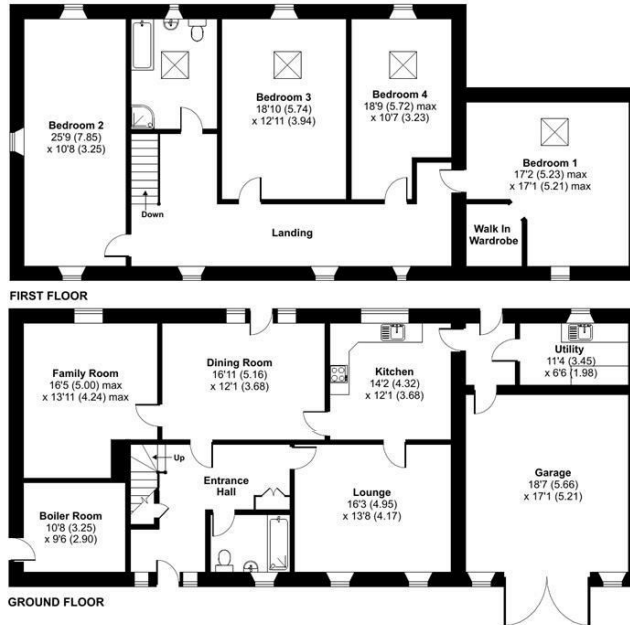 Bedroom 2
25'9 (7.85)
x 10'8 (3.25)
Bedroom 3
18'10 (5.74)
x 12'11 (3.94)
Bedroom 4
18'9 (5.72) max
x 10'7 (3.23)
Bedroom 1
17'2 (5.23) max
x 17'1 (5.21) max
Down
Landing
Walk In
Wardrobe
FIRST FLOOR
Family Room
16'5 (5.00) max
x 13'11 (4.24) max
Dining Room
16'11 (5.16)
x 12'1 (3.68)
Kitchen
14'2 (4.32)
x 12'1 (3.68)
Utility
11'4 (3.45)
x 6'6 (1.98)
Up
Entrance
Hall
Boiler Room
10'8 (3.25)
x 9'6 (2.90)
Lounge
16'3 (4.95)
x 13'8 (4.17)
Garage
18'7 (5.66)
x 17'1 (5.21)
GROUND FLOOR